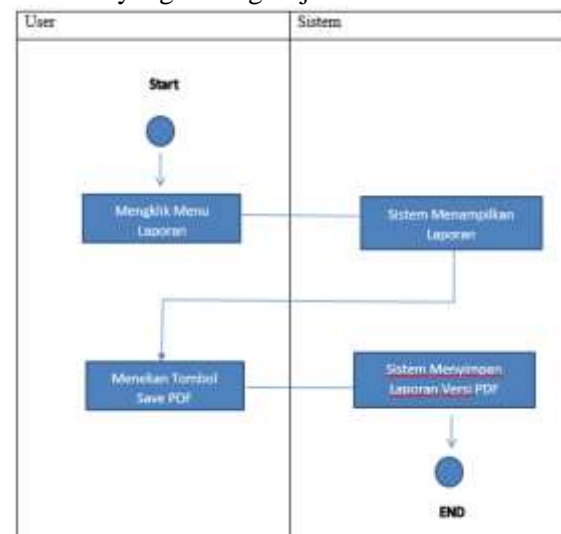 User
Sistem
Start
Mengklik Menu
Laporan
Sistem Menampilkan
Laporan
Menekan Tombol
Save PDF
Sistem Menyimpan
Laporan Versi PDF
END